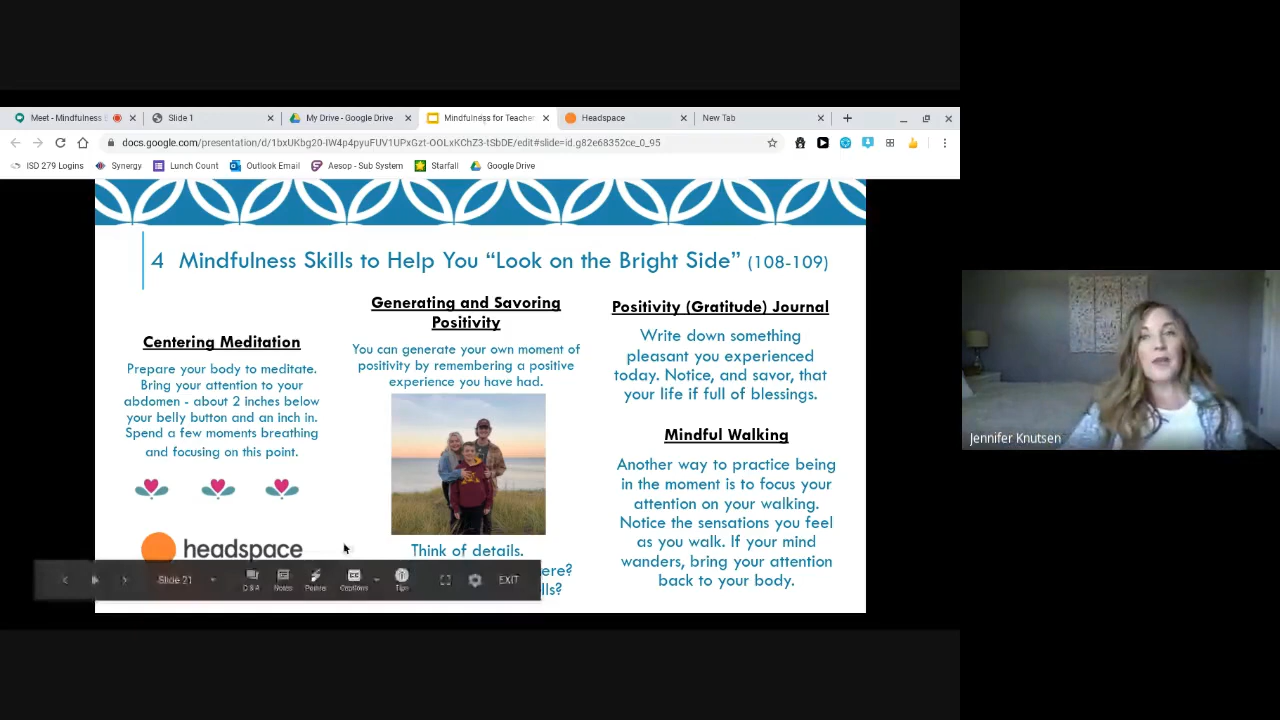 Meet - Mindfulness
Slide 1
My Drive - Google Drive
Mindfulness for Teacher
Headspace
New Tab
docs.google.com/presentation/d/1bxUKbg20-IW4p4pyuFUV1UPxGzt-OOLxKChZ3-tSbDE/edit#slide=id.g82e68352ce_0_95
ISD 279 Logins
Synergy
Lunch Count
Outlook Email
Aesop - Sub System
Starfall
Google Drive
4 Mindfulness Skills to Help You “Look on the Bright Side” (108-109)
Centering Meditation
Prepare your body to meditate.
Bring your attention to your
abdomen - about 2 inches below
your belly button and an inch in.
Spend a few moments breathing
and focusing on this point.
headspace
Generating and Savoring
Positivity
You can generate your own moment of
positivity by remembering a positive
experience you have had.
Think of details.
ere?
lls?
Positivity (Gratitude) Journal
Write down something
pleasant you experienced
today. Notice, and savor, that
your life if full of blessings.
Mindful Walking
Another way to practice being
in the moment is to focus your
attention on your walking.
Notice the sensations you feel
as you walk. If your mind
wanders, bring your attention
back to your body.
Slide 21
Q&A
Notes
Pointer
Captions
Tips
EXIT
Jennifer Knutsen